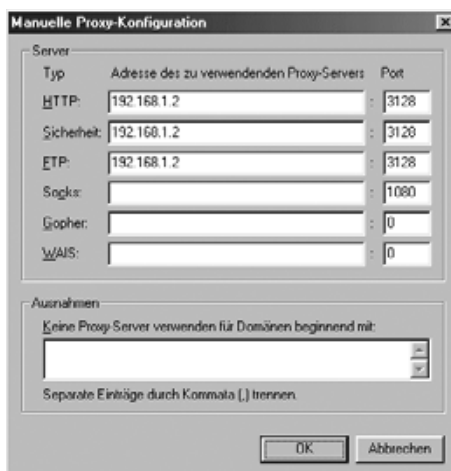 Manuelle Proxy-Konfiguration
Server
Typ Adresse des zu verwendenden Proxy-Servers Port
HTTP: 192.168.1.2 : 3128
Sicherheit: 192.168.1.2 : 3128
FTP: 192.168.1.2 : 3128
Socks: : 1080
Gopher: : 0
WAIS: : 0
Ausnahmen
Keine Proxy-Server verwenden für Domänen beginnend mit:
Separate Einträge durch Kommata (,) trennen.
OK Abbrechen